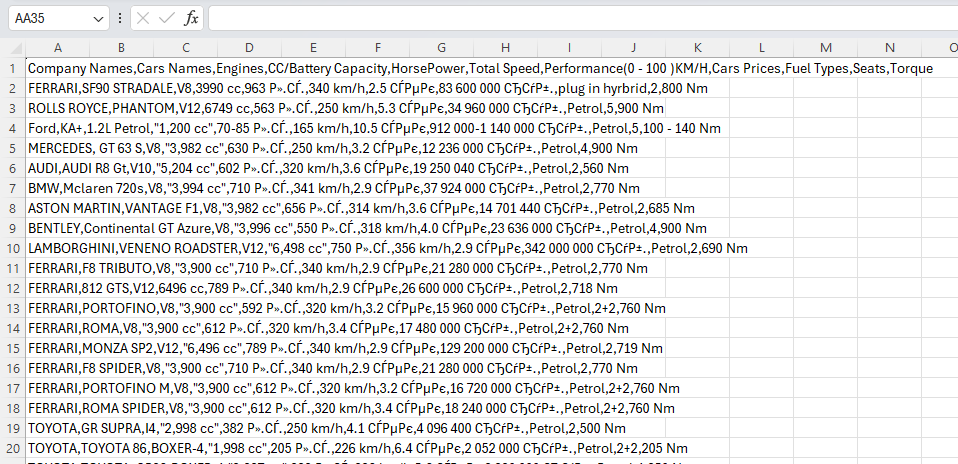 AA35
fx
A B C D E F G H I J K L M N O
1 Company Names,Cars Names,Engines,CC/Battery Capacity,HorsePower,Total Speed,Performance(0 - 100 )KM/H,Cars Prices,Fuel Types,Seats,Torque
2 FERRARI,SF90 STRADALE,V8,3990 cc,963 Р».СЃ.,340 km/h,2.5 СЃРµРє,83 600 000 СЂСѓР±.,plug in hyrbrid,2,800 Nm
3 ROLLS ROYCE,PHANTOM,V12,6749 cc,563 Р».СЃ.,250 km/h,5.3 СЃРµРє,34 960 000 СЂСѓР±.,Petrol,5,900 Nm
4 Ford,KA+,1.2L Petrol,"1,200 cc",70-85 Р».СЃ.,165 km/h,10.5 СЃРµРє,912 000-1 140 000 СЂСѓР±.,Petrol,5,100 - 140 Nm
5 MERCEDES, GT 63 S,V8,"3,982 cc",630 Р».СЃ.,250 km/h,3.2 СЃРµРє,12 236 000 СЂСѓР±.,Petrol,4,900 Nm
6 AUDI,AUDI R8 Gt,V10,"5,204 cc",602 Р».СЃ.,320 km/h,3.6 СЃРµРє,19 250 040 СЂСѓР±.,Petrol,2,560 Nm
7 BMW,Mclaren 720s,V8,"3,994 cc",710 Р».СЃ.,341 km/h,2.9 СЃРµРє,37 924 000 СЂСѓР±.,Petrol,2,770 Nm
8 ASTON MARTIN,VANTAGE F1,V8,"3,982 cc",656 Р».СЃ.,314 km/h,3.6 СЃРµРє,14 701 440 СЂСѓР±.,Petrol,2,685 Nm
9 BENTLEY,Continental GT Azure,V8,"3,996 cc",550 Р».СЃ.,318 km/h,4.0 СЃРµРє,23 636 000 СЂСѓР±.,Petrol,4,900 Nm
10 LAMBORGHINI,VENENO ROADSTER,V12,"6,498 cc",750 Р».СЃ.,356 km/h,2.9 СЃРµРє,342 000 000 СЂСѓР±.,Petrol,2,690 Nm
11 FERRARI,F8 TRIBUTO,V8,"3,900 cc",710 Р».СЃ.,340 km/h,2.9 СЃРµРє,21 280 000 СЂСѓР±.,Petrol,2,770 Nm
12 FERRARI,812 GTS,V12,6496 cc,789 Р».СЃ.,340 km/h,2.9 СЃРµРє,26 600 000 СЂСѓР±.,Petrol,2,718 Nm
13 FERRARI,PORTOFINO,V8,"3,900 cc",592 Р».СЃ.,320 km/h,3.2 СЃРµРє,15 960 000 СЂСѓР±.,Petrol,2+2,760 Nm
14 FERRARI,ROMA,V8,"3,900 cc",612 Р».СЃ.,320 km/h,3.4 СЃРµРє,17 480 000 СЂСѓР±.,Petrol,2+2,760 Nm
15 FERRARI,MONZA SP2,V12,"6,496 cc",789 Р».СЃ.,340 km/h,2.9 СЃРµРє,129 200 000 СЂСѓР±.,Petrol,2,719 Nm
16 FERRARI,F8 SPIDER,V8,"3,900 cc",710 Р».СЃ.,340 km/h,2.9 СЃРµРє,21 280 000 СЂСѓР±.,Petrol,2,770 Nm
17 FERRARI,PORTOFINO M,V8,"3,900 cc",612 Р».СЃ.,320 km/h,3.2 СЃРµРє,16 720 000 СЂСѓР±.,Petrol,2+2,760 Nm
18 FERRARI,ROMA SPIDER,V8,"3,900 cc",612 Р».СЃ.,320 km/h,3.4 СЃРµРє,18 240 000 СЂСѓР±.,Petrol,2+2,760 Nm
19 TOYOTA,GR SUPRA,I4,"2,998 cc",382 Р».СЃ.,250 km/h,4.1 СЃРµРє,4 096 400 СЂСѓР±.,Petrol,2,500 Nm
20 TOYOTA,TOYOTA 86,BOXER-4,"1,998 cc",205 Р».СЃ.,226 km/h,6.4 СЃРµРє,2 052 000 СЂСѓР±.,Petrol,2+2,205 Nm